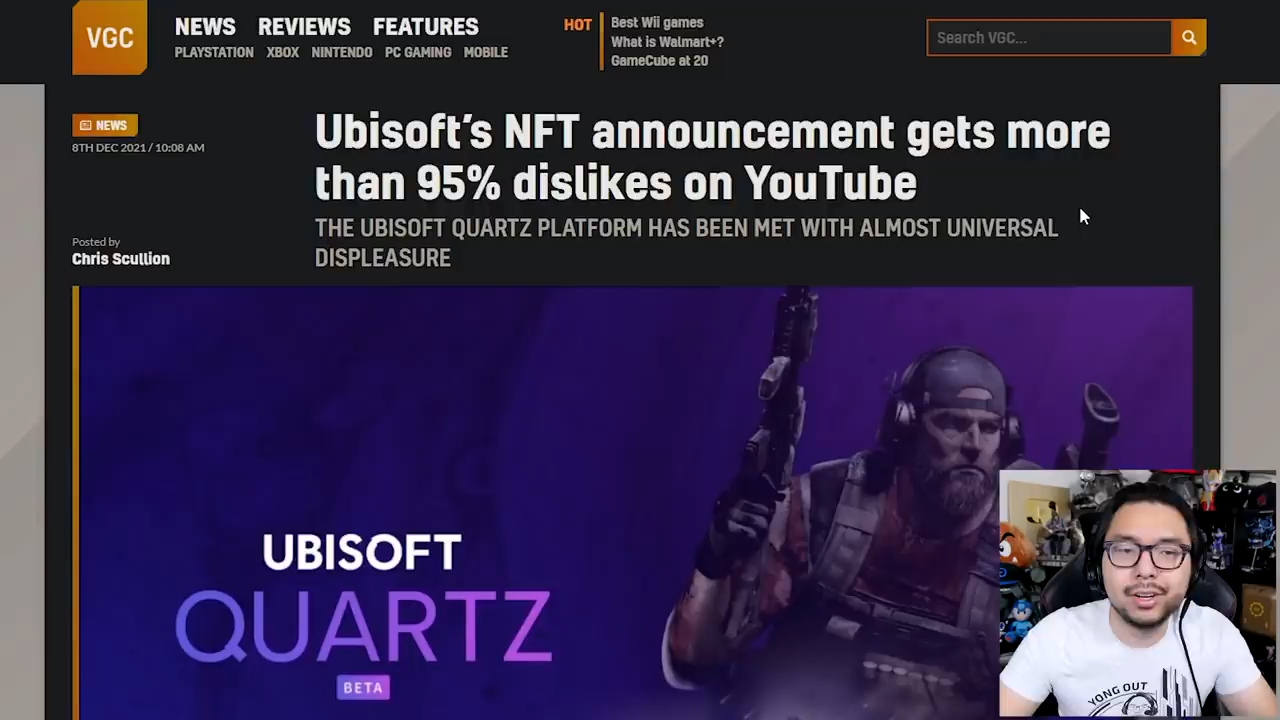 VGC
NEWS REVIEWS FEATURES
PLAYSTATION XBOX NINTENDO PC GAMING MOBILE
HOT
Best Wii games
What is Walmart+?
GameCube at 20
Search VGC...
NEWS
8TH DEC 2021 / 10:08 AM
Ubisoft's NFT announcement gets more
than 95% dislikes on YouTube
THE UBISOFT QUARTZ PLATFORM HAS BEEN MET WITH ALMOST UNIVERSAL
DISPLEASURE
Posted by
Chris Scullion
UBISOFT
QUARTZ
BETA
YONG OUT